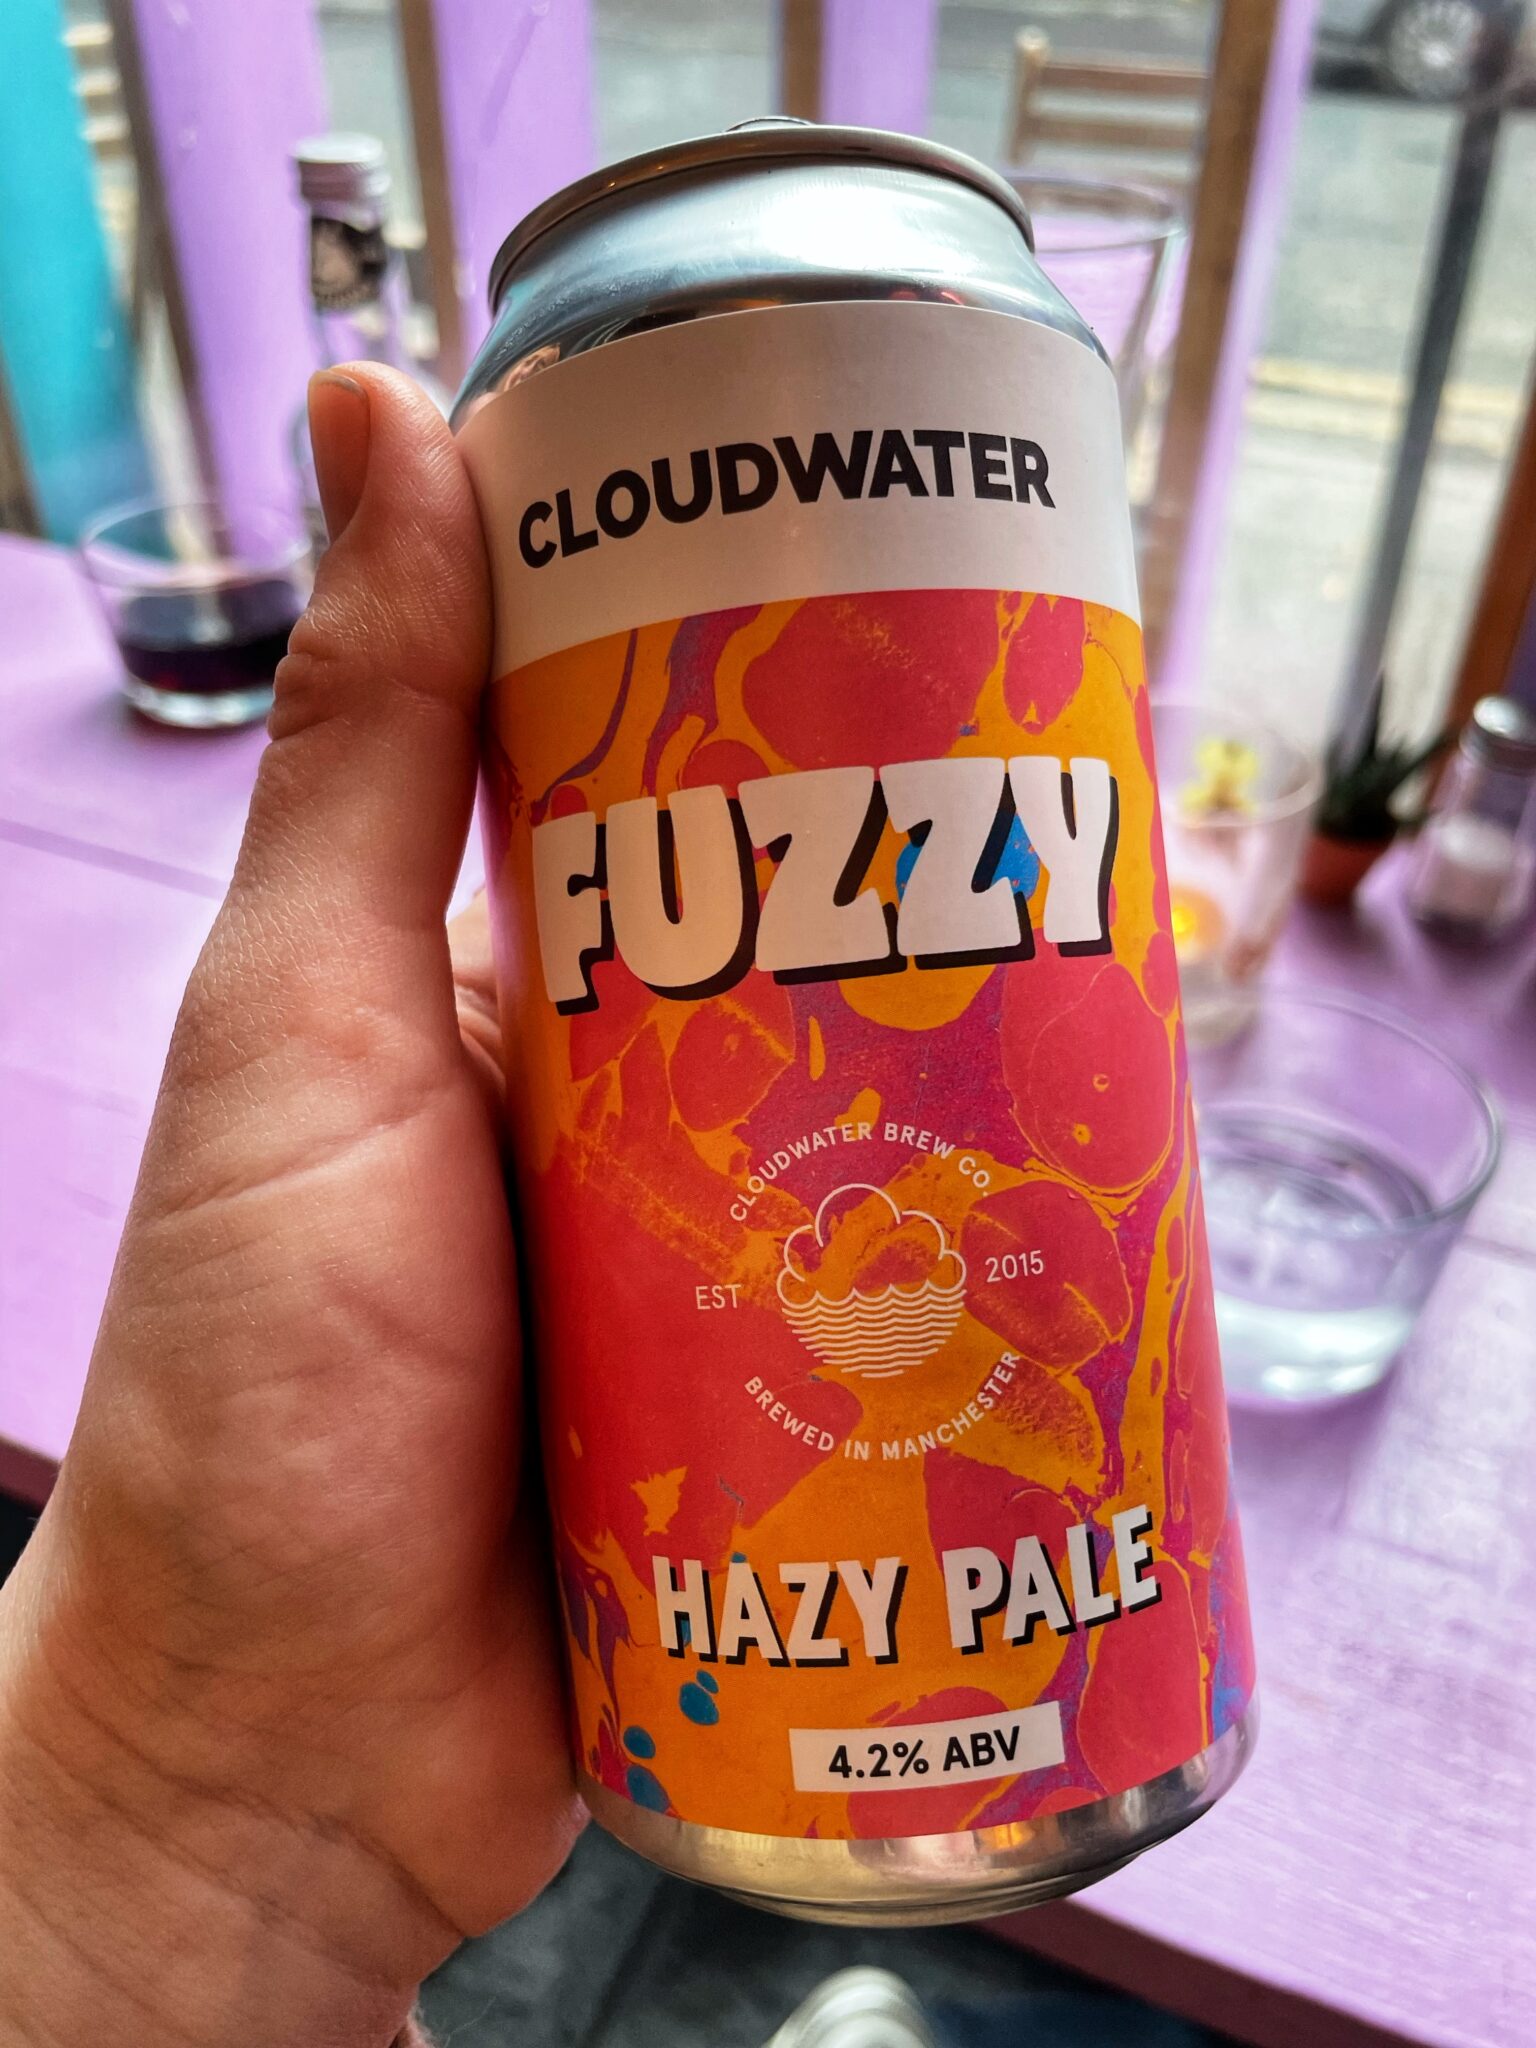 CLOUDWATER
FUZZY
CLOUDWATER BREW CO.
EST 2015
BREWED IN MANCHESTER
HAZY PALE
4.2% ABV